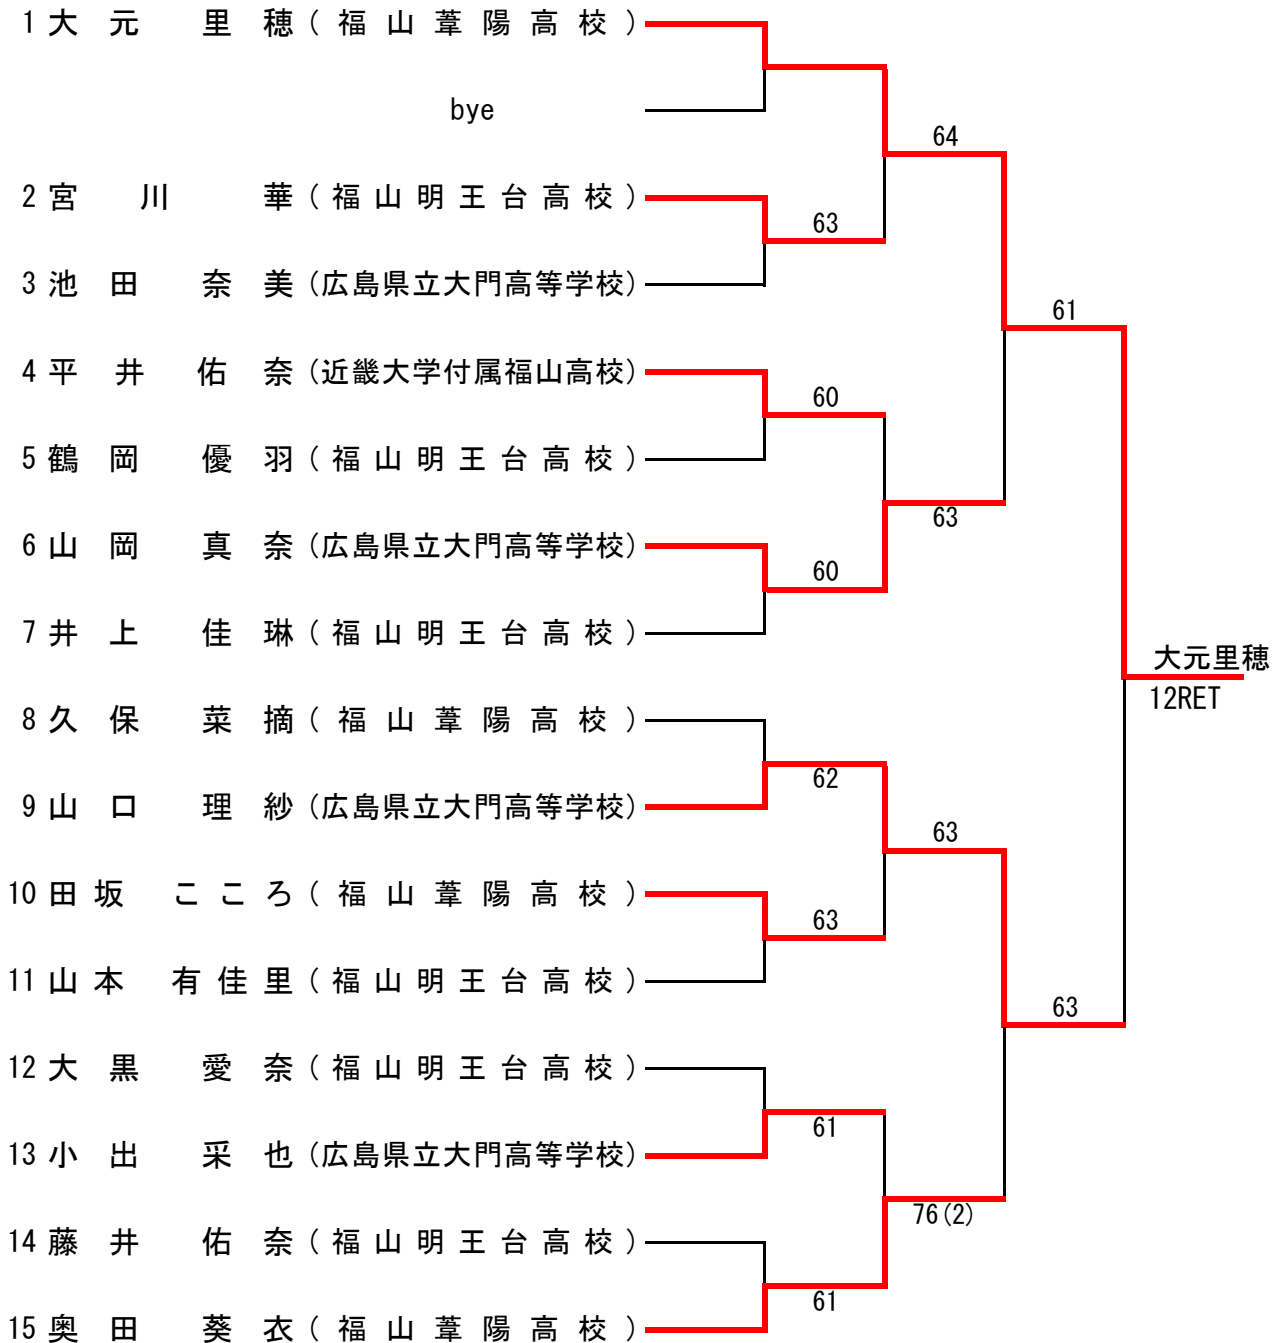 1 大元 里穂 (福山葦陽高校)
bye
64
2 宮川 華 (福山明王台高校)
63
3 池田 奈美 (広島県立大門高等学校)
61
4 平井 佑奈 (近畿大学付属福山高校)
60
5 鶴岡 優羽 (福山明王台高校)
63
6 山岡 真奈 (広島県立大門高等学校)
60
7 井上 佳琳 (福山明王台高校)
大元里穂
12RET
8 久保 菜摘 (福山葦陽高校)
62
9 山口 理紗 (広島県立大門高等学校)
63
10 田坂 こころ (福山葦陽高校)
63
11 山本 有佳里 (福山明王台高校)
63
12 大黒 愛奈 (福山明王台高校)
61
13 小出 采也 (広島県立大門高等学校)
76(2)
14 藤井 佑奈 (福山明王台高校)
61
15 奥田 葵衣 (福山葦陽高校)